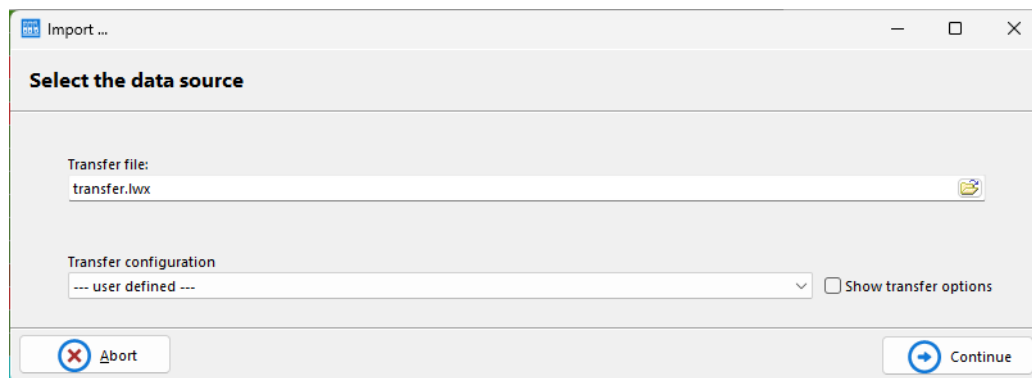 Import ...
Select the data source
Transfer file:
transfer.lwx
Transfer configuration
--- user defined ---
Show transfer options
Abort
Continue